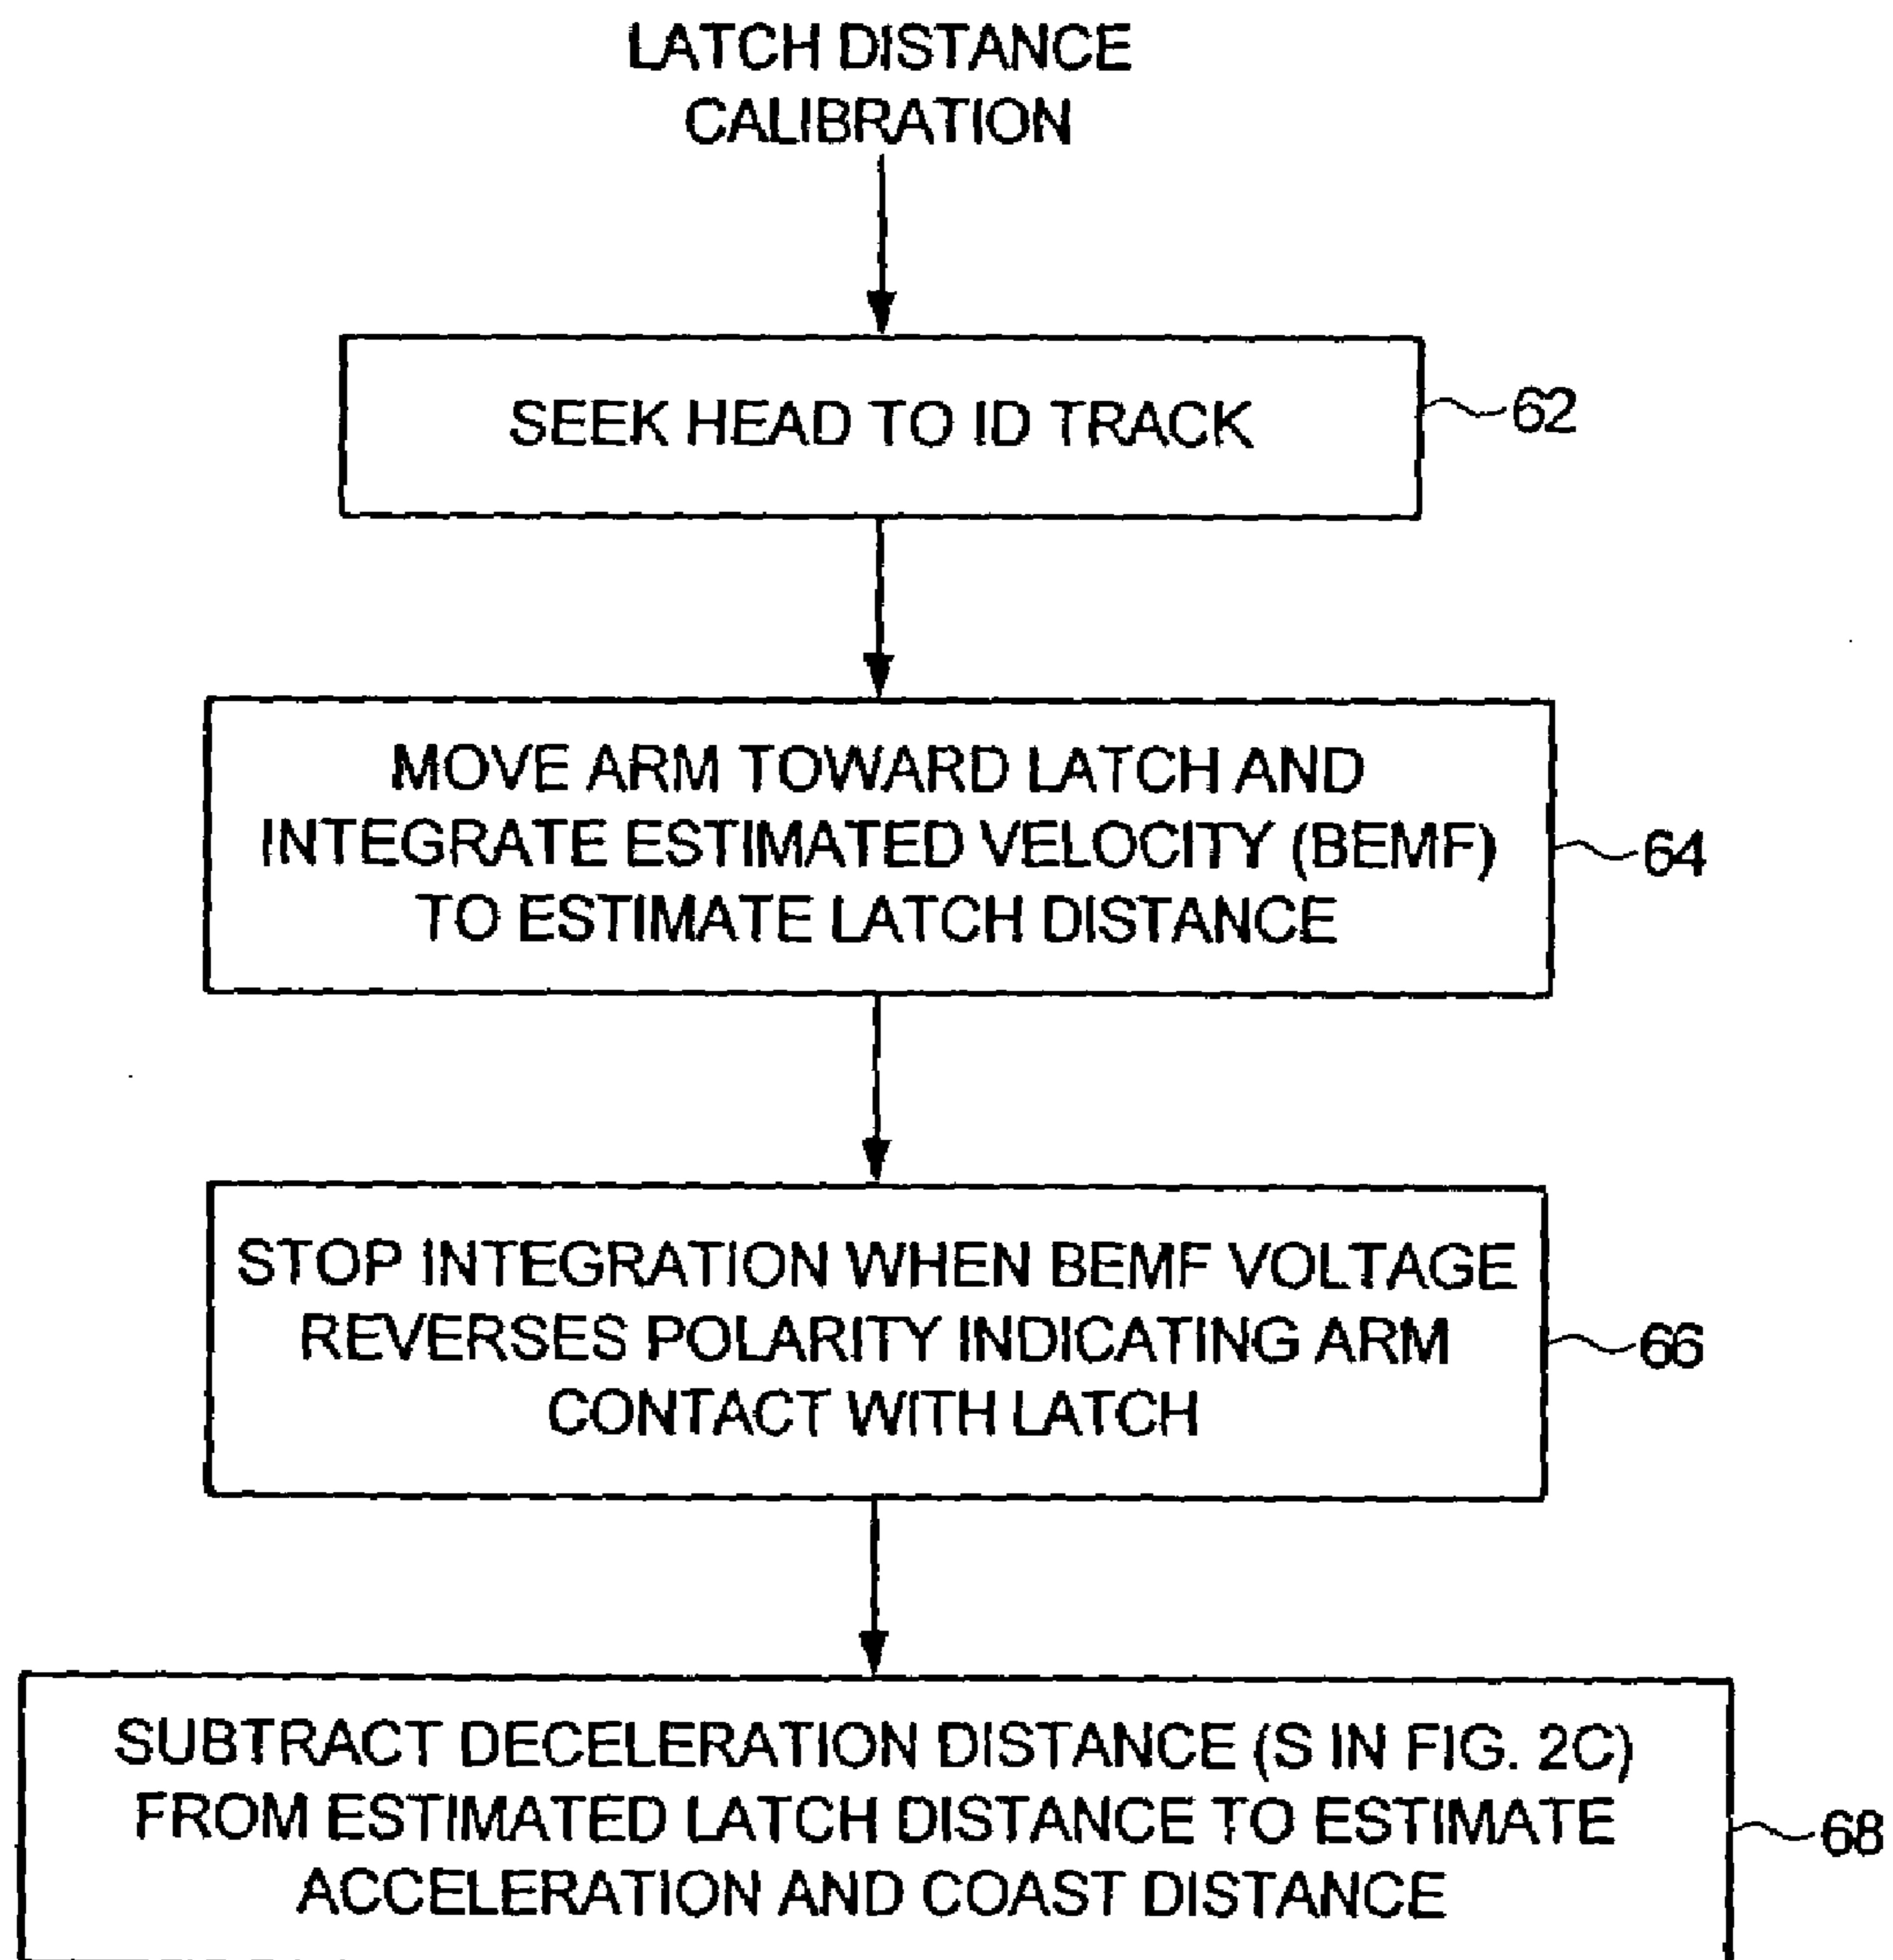 LATCH DISTANCE
CALIBRATION
SEEK HEAD TO ID TRACK
62
MOVE ARM TOWARD LATCH AND
INTEGRATE ESTIMATED VELOCITY (BEMF)
TO ESTIMATE LATCH DISTANCE
64
STOP INTEGRATION WHEN BEMF VOLTAGE
REVERSES POLARITY INDICATING ARM
CONTACT WITH LATCH
66
SUBTRACT DECELERATION DISTANCE (S IN FIG. 2C)
FROM ESTIMATED LATCH DISTANCE TO ESTIMATE
ACCELERATION AND COAST DISTANCE
68